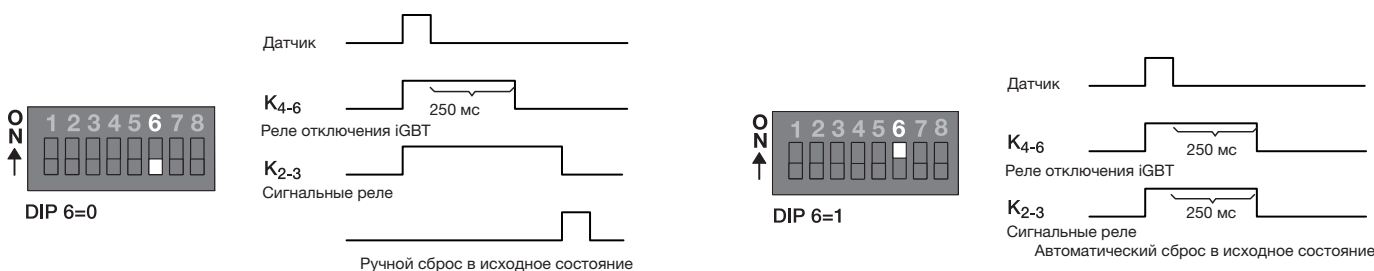 Датчик
K4-6
250 мс
Реле отключения iGBT
K2-3
Сигнальные реле
Ручной сброс в исходное состояние
ON
1 2 3 4 5 6 7 8
DIP 6=0
Датчик
K4-6
250 мс
Реле отключения iGBT
K2-3
250 мс
Сигнальные реле
Автоматический сброс в исходное состояние
ON
1 2 3 4 5 6 7 8
DIP 6=1